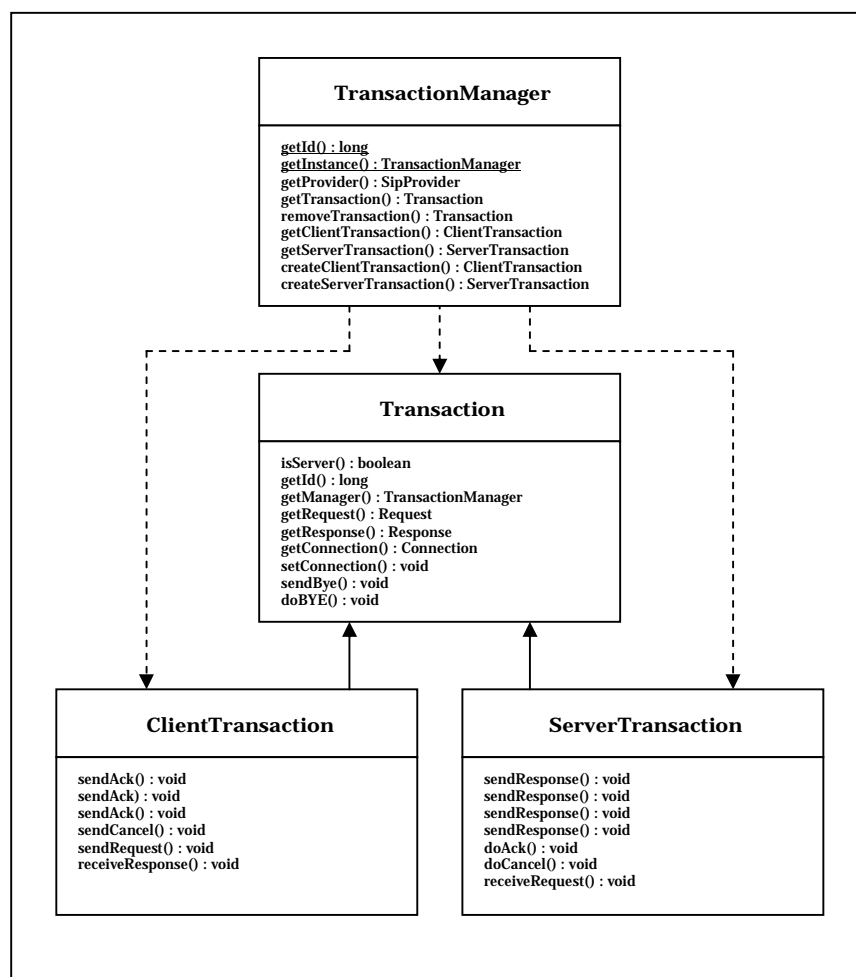 TransactionManager
getId() : long
getInstance() : TransactionManager
getProvider() : SipProvider
getTransaction() : Transaction
removeTransaction() : Transaction
getClientTransaction() : ClientTransaction
getServerTransaction() : ServerTransaction
createClientTransaction() : ClientTransaction
createServerTransaction() : ServerTransaction
Transaction
isServer() : boolean
getId() : long
getManager() : TransactionManager
getRequest() : Request
getResponse() : Response
getConnection() : Connection
setConnection() : void
sendBye() : void
doBYE() : void
ClientTransaction
sendAck() : void
sendAck) : void
sendAck() : void
sendCancel() : void
sendRequest() : void
receiveResponse() : void
ServerTransaction
sendResponse() : void
sendResponse() : void
sendResponse() : void
sendResponse() : void
doAck() : void
doCancel() : void
receiveRequest() : void